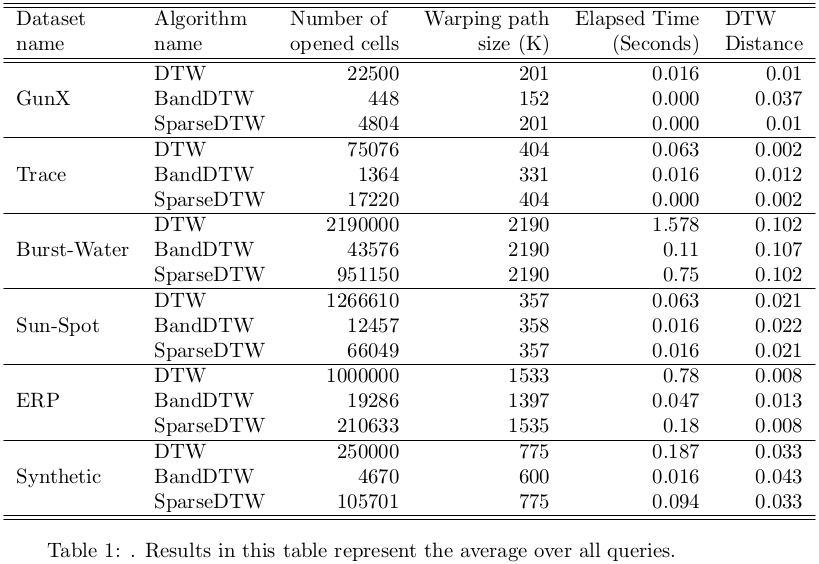 Dataset Algorithm Number of Warping path Elapsed Time DTW
name name opened cells size (K) (Seconds) Distance
DTW 22500 201 0.016 0.01
GunX BandDTW 448 152 0.000 0.037
SparseDTW 4804 201 0.000 0.01
DTW 75076 404 0.063 0.002
Trace BandDTW 1364 331 0.016 0.012
SparseDTW 17220 404 0.000 0.002
DTW 2190000 2190 1.578 0.102
Burst-Water BandDTW 43576 2190 0.11 0.107
SparseDTW 951150 2190 0.75 0.102
DTW 1266610 357 0.063 0.021
Sun-Spot BandDTW 12457 358 0.016 0.022
SparseDTW 66049 357 0.016 0.021
DTW 1000000 1533 0.78 0.008
ERP BandDTW 19286 1397 0.047 0.013
SparseDTW 210633 1535 0.18 0.008
DTW 250000 775 0.187 0.033
Synthetic BandDTW 4670 600 0.016 0.043
SparseDTW 105701 775 0.094 0.033
Table 1: . Results in this table represent the average over all queries.